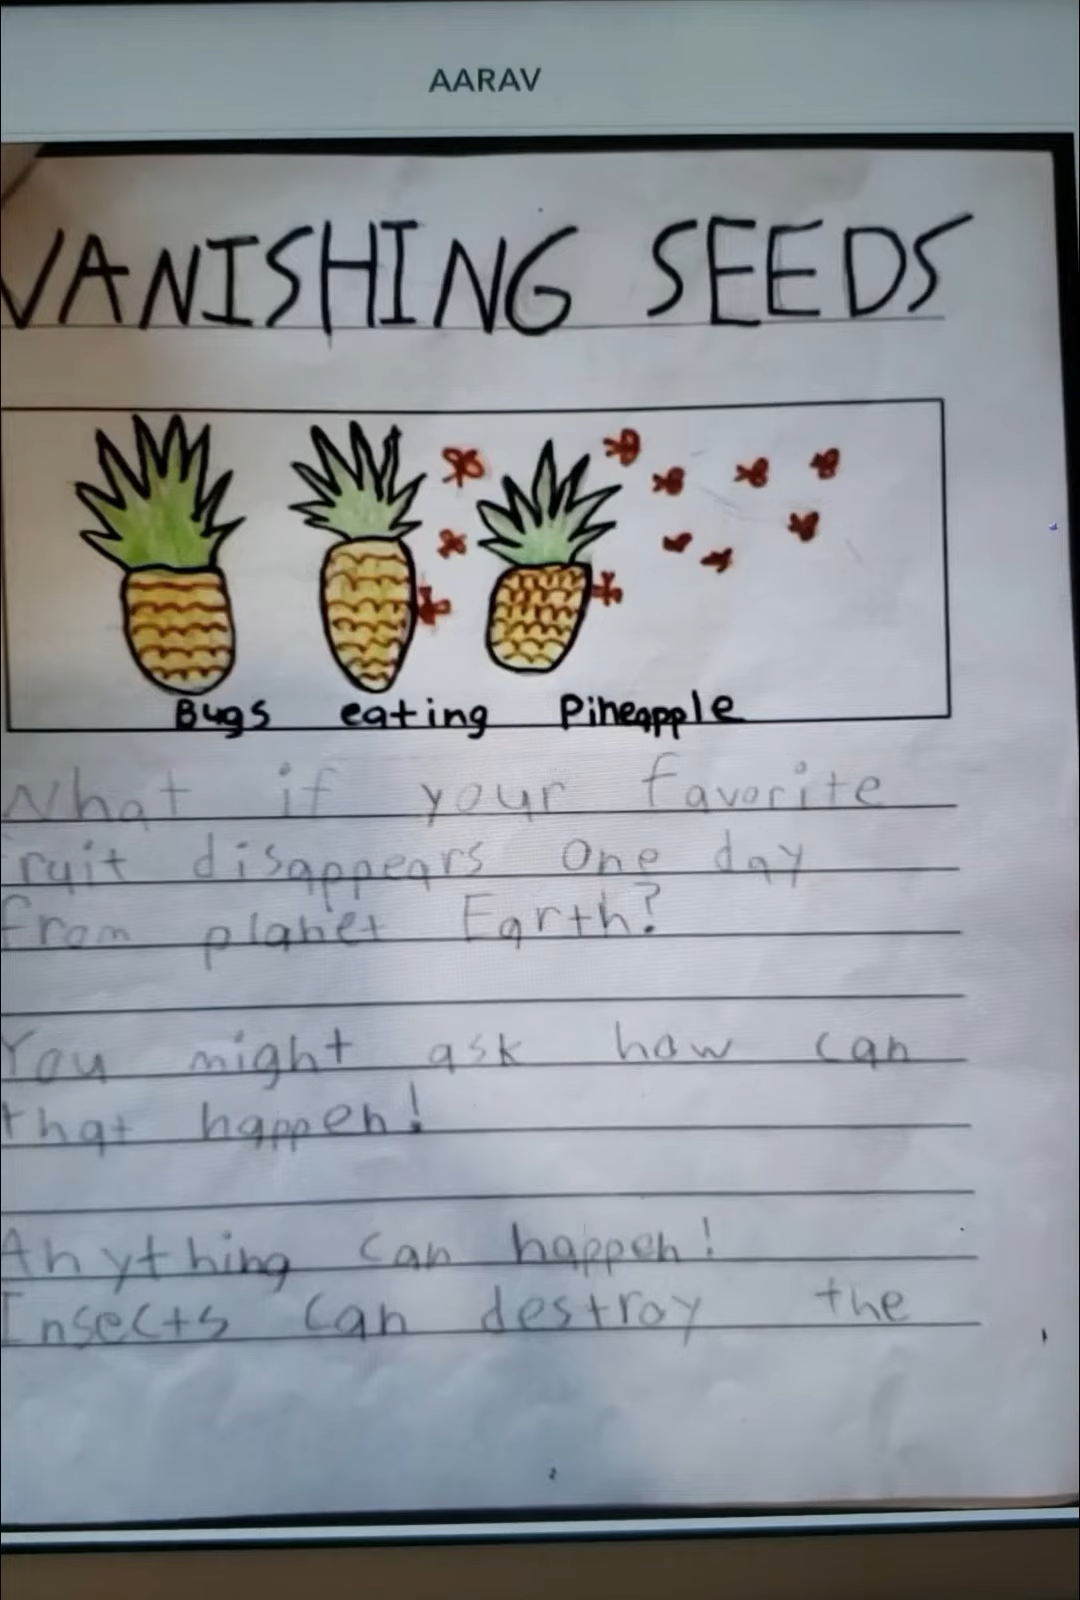 AARAV
VANISHING SEEDS
Bugs eating Pineapple
What if your favorite
fruit disappears one day
from planet Earth?
You might ask how can
that happen!
Anything can happen!
Insects can destroy the